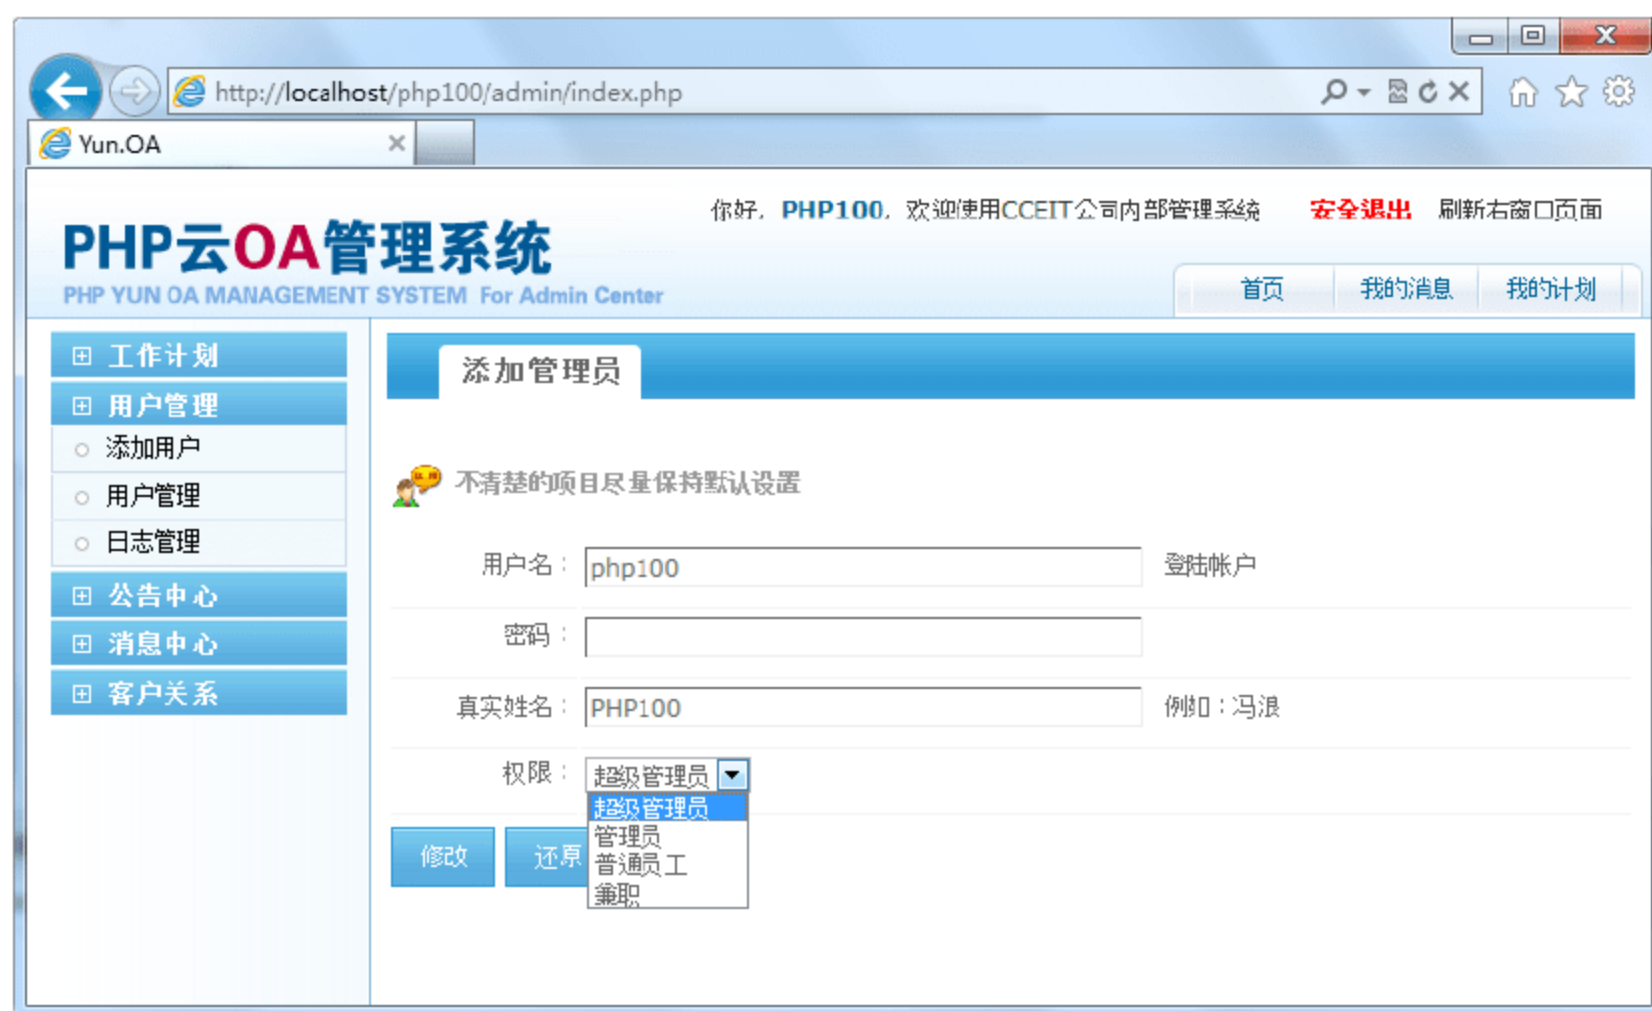 http://localhost/php100/admin/index.php
Yun.OA
你好, PHP100, 欢迎使用CCEIT公司内部管理系统 安全退出 刷新右窗口页面
PHP云OA管理系统
PHP YUN OA MANAGEMENT SYSTEM For Admin Center
首页 我的消息 我的计划
工作计划
用户管理
添加用户
用户管理
日志管理
公告中心
消息中心
客户关系
添加管理员
不清楚的项目尽量保持默认设置
用户名： php100 登陆帐户
密码：
真实姓名： PHP100 例如：冯浪
权限： 超级管理员
超级管理员
管理员
普通员工
兼职
修改 还原